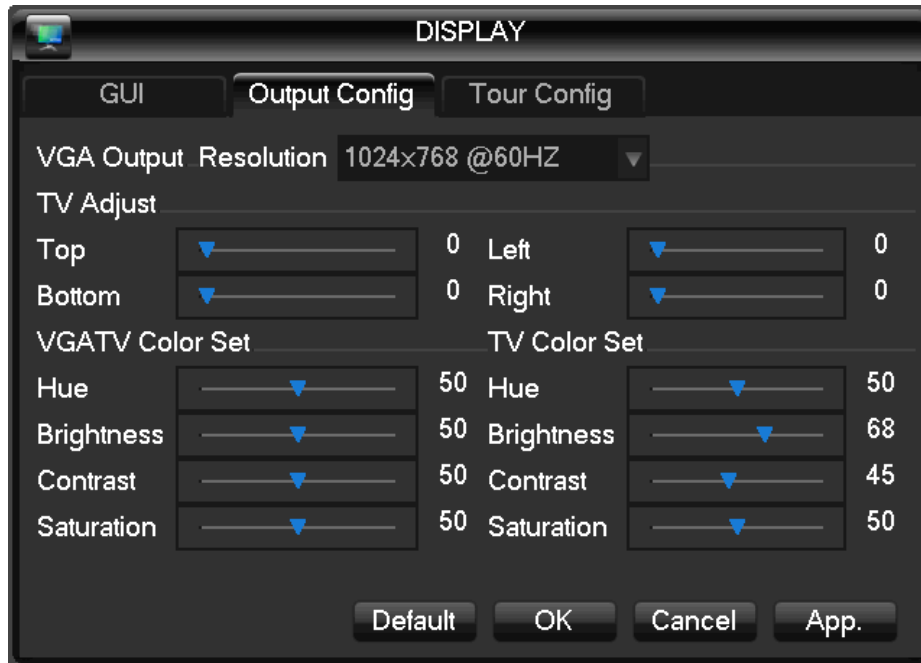 DISPLAY
GUI Output Config Tour Config
VGA Output Resolution 1024x768 @60HZ
TV Adjust
Top 0 Left 0
Bottom 0 Right 0
VGATV Color Set TV Color Set
Hue 50 Hue 50
Brightness 50 Brightness 68
Contrast 50 Contrast 45
Saturation 50 Saturation 50
Default OK Cancel App.